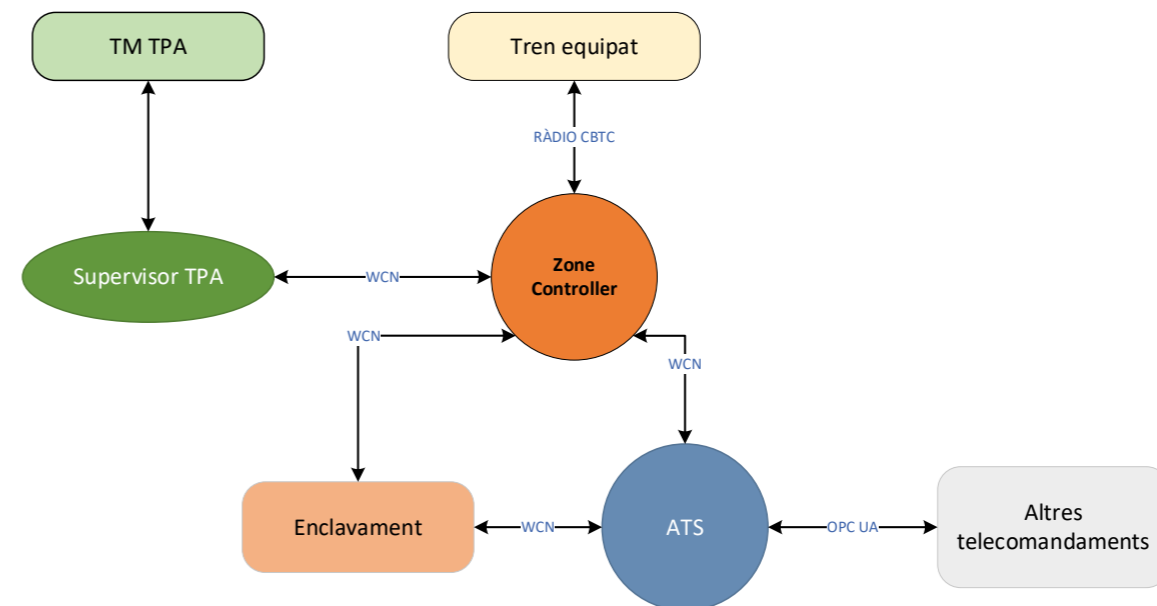 TM TPA
Tren equipat
RÀDIO CBTC
Supervisor TPA
WCN
Zone
Controller
WCN
WCN
Enclavament
WCN
ATS
OPC UA
Altres
telecomandaments